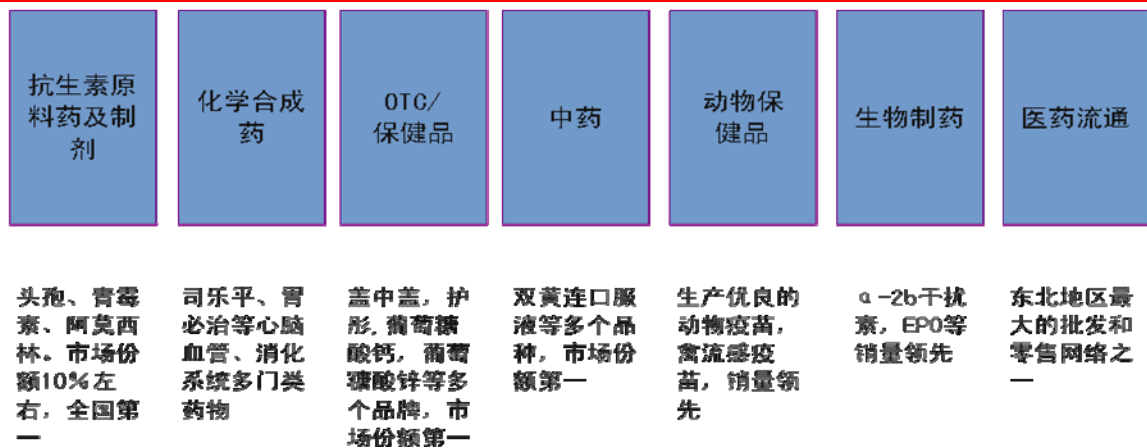 抗生素原
料药及制
剂
化学合成
药
OTC/
保健品
中药
动物保
健品
生物制药
医药流通
头孢、青霉
素、阿莫西
林。市场份
额10%左
右，全国第
一
司乐平、胃
必治等心脑
血管、消化
系统多门类
药物
盖中盖，护
彤,葡萄糖
酸钙，葡萄
糖酸锌等多
个品牌，市
场份额第一
双黄连口服
液等多个品
种，市场份
额第一
生产优良的
动物疫苗，
禽流感疫
苗，销量领
先
α-2b干扰
素，EPO等
销量领先
东北地区最
大的批发和
零售网络之
一